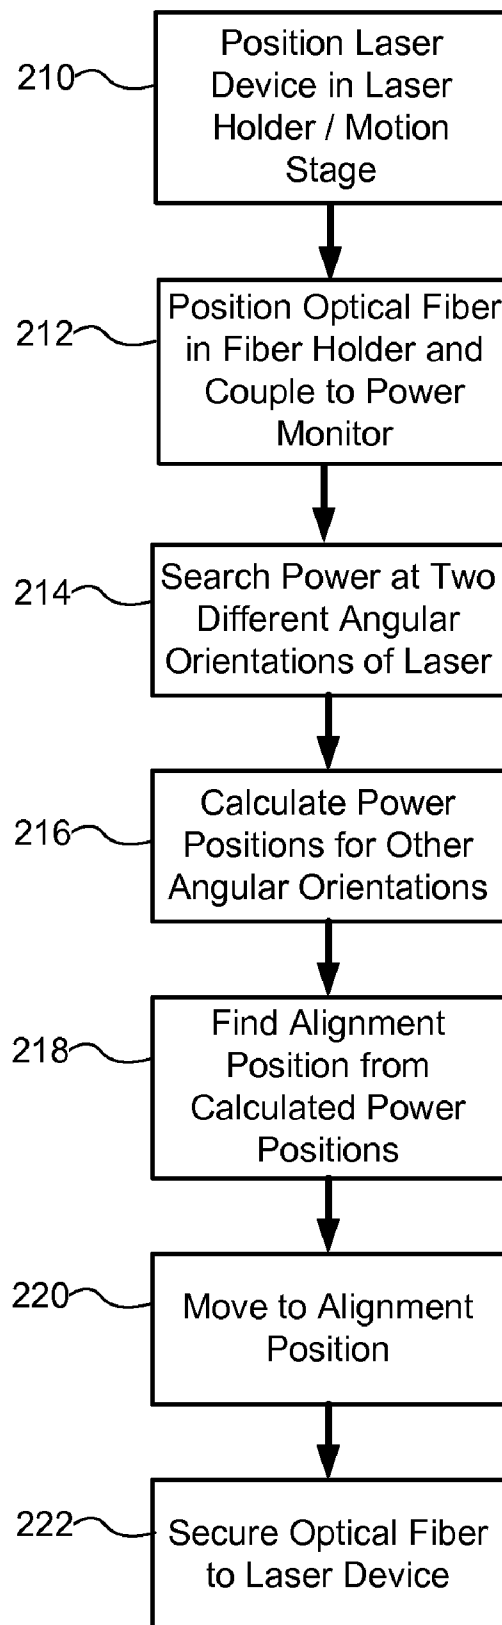 210
Position Laser
Device in Laser
Holder / Motion
Stage
212
Position Optical Fiber
in Fiber Holder and
Couple to Power
Monitor
214
Search Power at Two
Different Angular
Orientations of Laser
216
Calculate Power
Positions for Other
Angular Orientations
218
Find Alignment
Position from
Calculated Power
Positions
220
Move to Alignment
Position
222
Secure Optical Fiber
to Laser Device